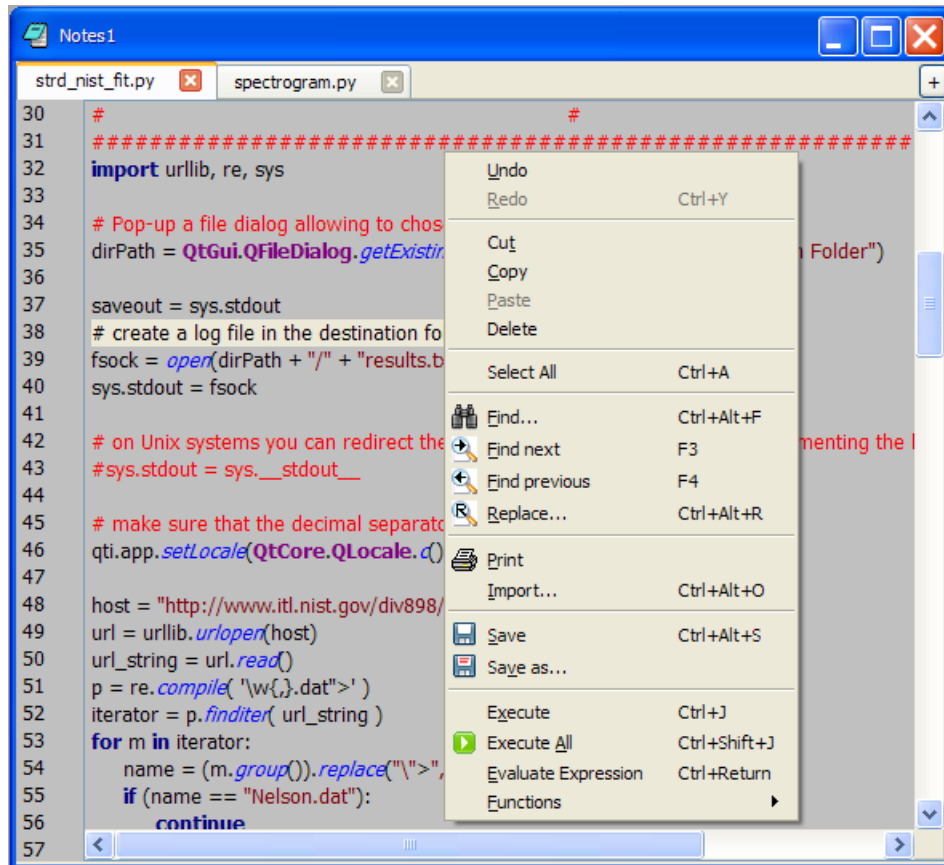 Notes1
strd_nist_fit.py spectrogram.py +
30 # #
31 #########################################################
32 import urllib, re, sys
33
34 # Pop-up a file dialog allowing to chos
35 dirPath = QtGui.QFileDialog.getExistin Folder")
36
37 saveout = sys.stdout
38 # create a log file in the destination fo
39 fsock = open(dirPath + "/" + "results.t
40 sys.stdout = fsock
41
42 # on Unix systems you can redirect the menting the l
43 #sys.stdout = sys.__stdout__
44
45 # make sure that the decimal separato
46 qti.app.setLocale(QtCore.QLocale.c()
47
48 host = "http://www.itl.nist.gov/div898/
49 url = urllib.urlopen(host)
50 url_string = url.read()
51 p = re.compile( '\w{,}.dat">' )
52 iterator = p.finditer( url_string )
53 for m in iterator:
54 name = (m.group()).replace("\">",
55 if (name == "Nelson.dat"):
56 continue
57
Undo
Redo Ctrl+Y
Cut
Copy
Paste
Delete
Select All Ctrl+A
Find... Ctrl+Alt+F
Find next F3
Find previous F4
Replace... Ctrl+Alt+R
Print
Import... Ctrl+Alt+O
Save Ctrl+Alt+S
Save as...
Execute Ctrl+J
Execute All Ctrl+Shift+J
Evaluate Expression Ctrl+Return
Functions